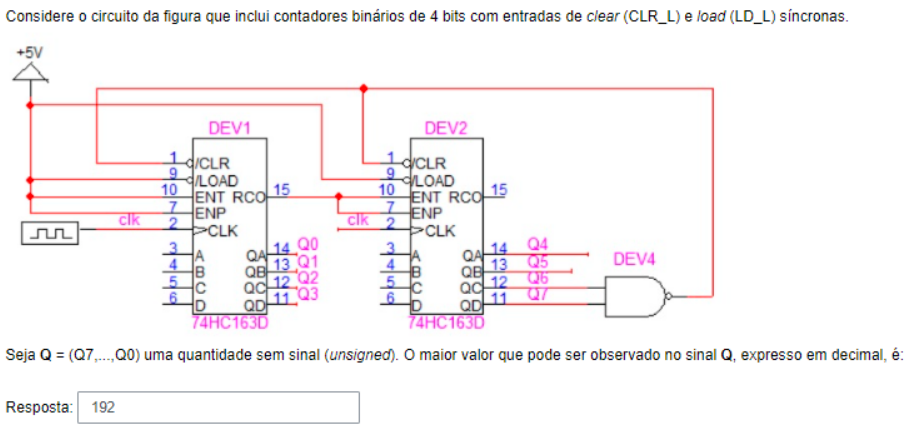 Considere o circuito da figura que inclui contadores binários de 4 bits com entradas de clear (CLR_L) e load (LD_L) síncronas.
+5V
DEV1 DEV2
1 /CLR 1 /CLR
9 /LOAD 9 /LOAD
10 ENT RCO 15 10 ENT RCO 15
7 ENP 7 ENP
clk 2 CLK clk 2 CLK
3 A QA 14 Q0 3 A QA 14 Q4
4 B QB 13 Q1 4 B QB 13 Q5 DEV4
5 C QC 12 Q2 5 C QC 12 Q6
6 D QD 11 Q3 6 D QD 11 Q7
74HC163D 74HC163D
Seja Q = (Q7,...,Q0) uma quantidade sem sinal (unsigned). O maior valor que pode ser observado no sinal Q, expresso em decimal, é:
Resposta: 192